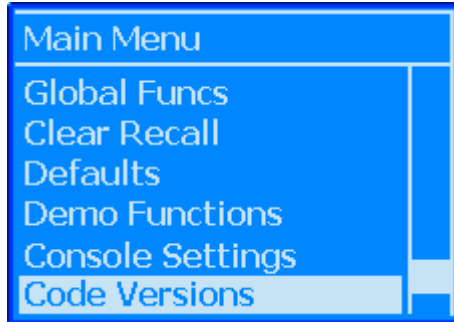 Main Menu
Global Funcs
Clear Recall
Defaults
Demo Functions
Console Settings
Code Versions